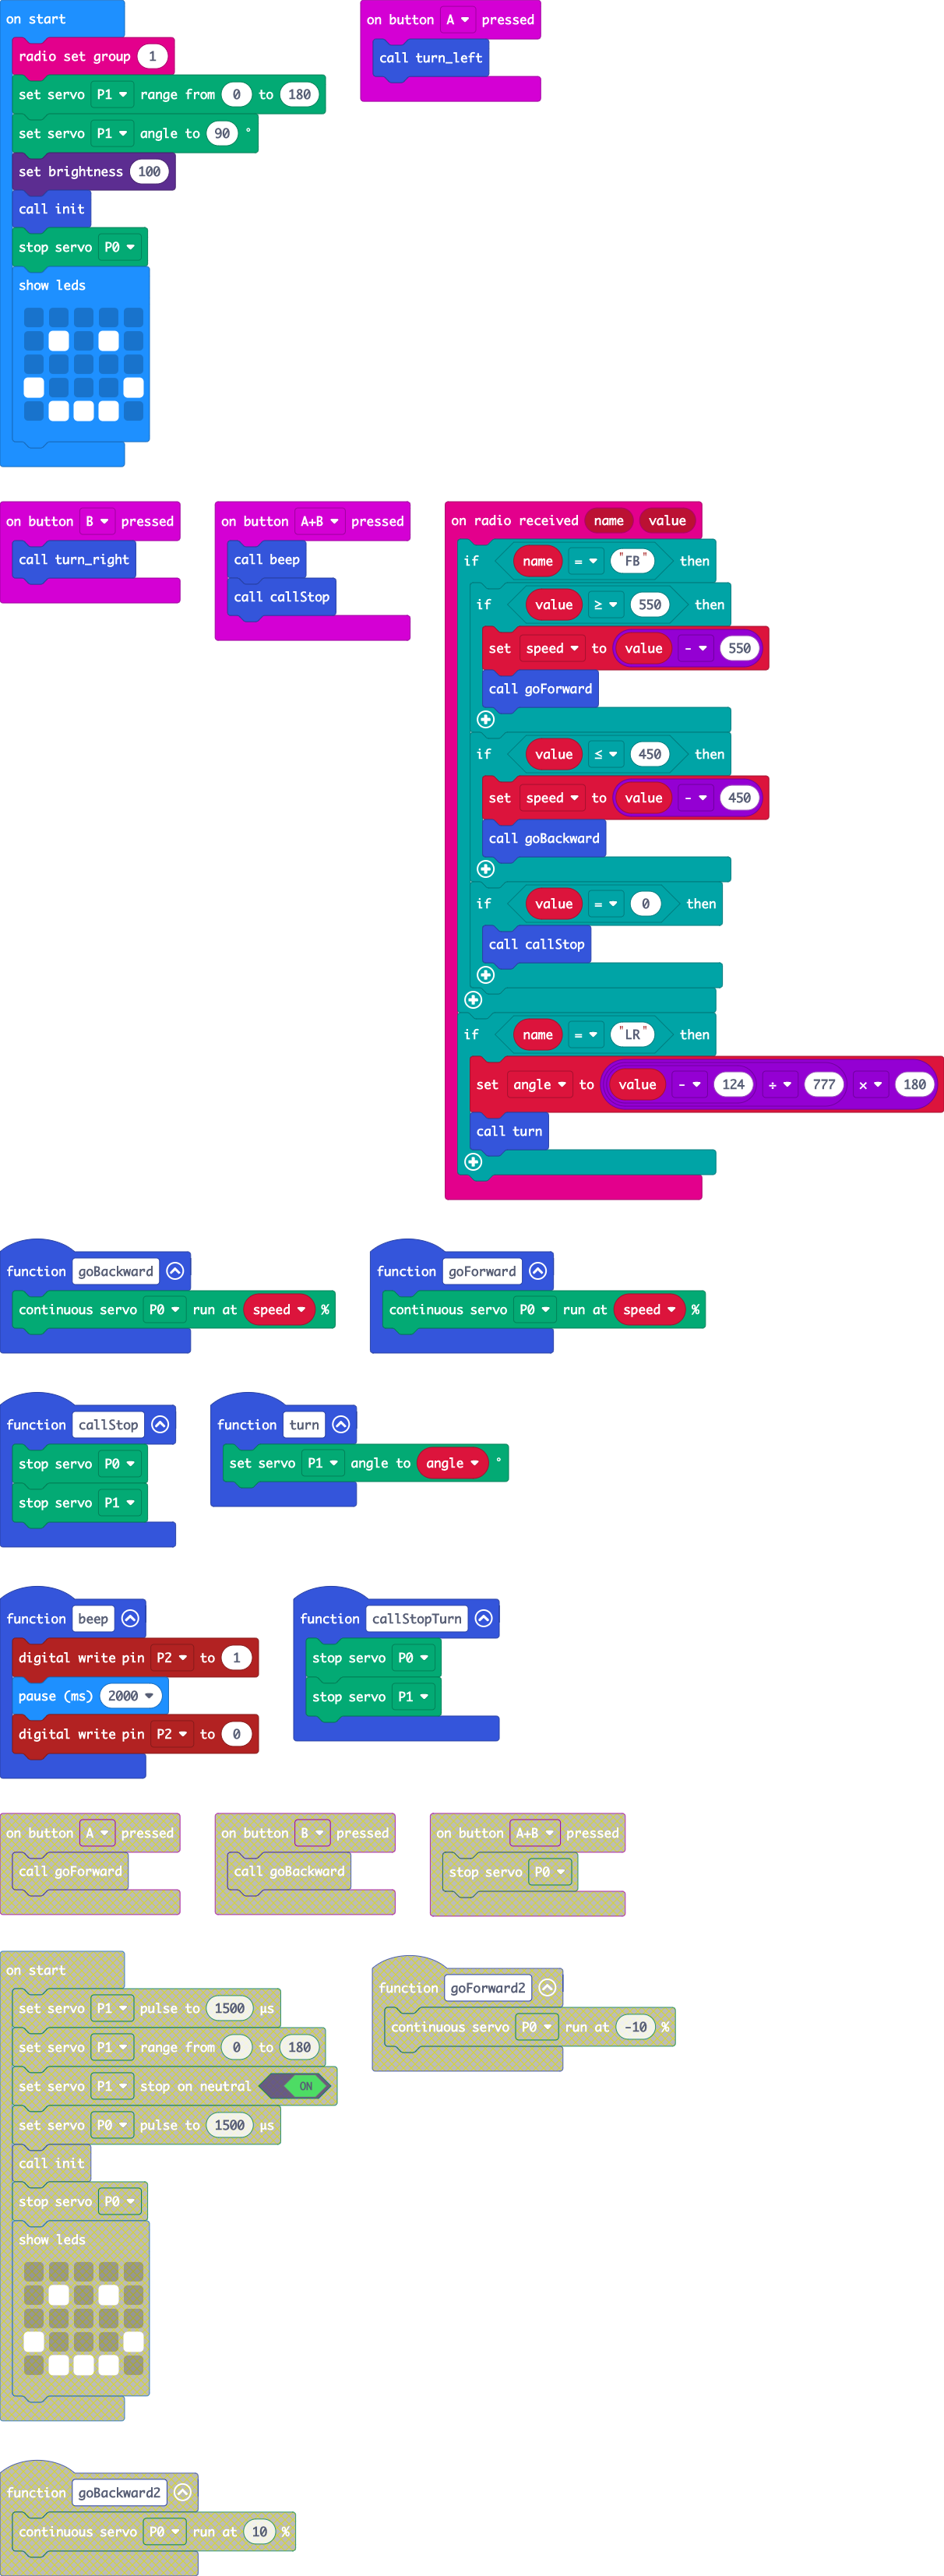 on start
radio set group 1
set servo P1 range from 0 to 180
set servo P1 angle to 90 °
set brightness 100
call init
stop servo P0
show leds
on button A pressed
call turn_left
on button B pressed
call turn_right
on button A+B pressed
call beep
call callStop
on radio received name value
if name = "FB" then
if value ≥ 550 then
set speed to value - 550
call goForward
if value ≤ 450 then
set speed to value - 450
call goBackward
if value = 0 then
call callStop
if name = "LR" then
set angle to value - 124 ÷ 777 × 180
call turn
function goBackward
continuous servo P0 run at speed %
function goForward
continuous servo P0 run at speed %
function callStop
stop servo P0
stop servo P1
function turn
set servo P1 angle to angle °
function beep
digital write pin P2 to 1
pause (ms) 2000
digital write pin P2 to 0
function callStopTurn
stop servo P0
stop servo P1
on button A pressed
call goForward
on button B pressed
call goBackward
on button A+B pressed
stop servo P0
on start
set servo P1 pulse to 1500 µs
set servo P1 range from 0 to 180
set servo P1 stop on neutral ON
set servo P0 pulse to 1500 µs
call init
stop servo P0
show leds
function goForward2
continuous servo P0 run at -10 %
function goBackward2
continuous servo P0 run at 10 %